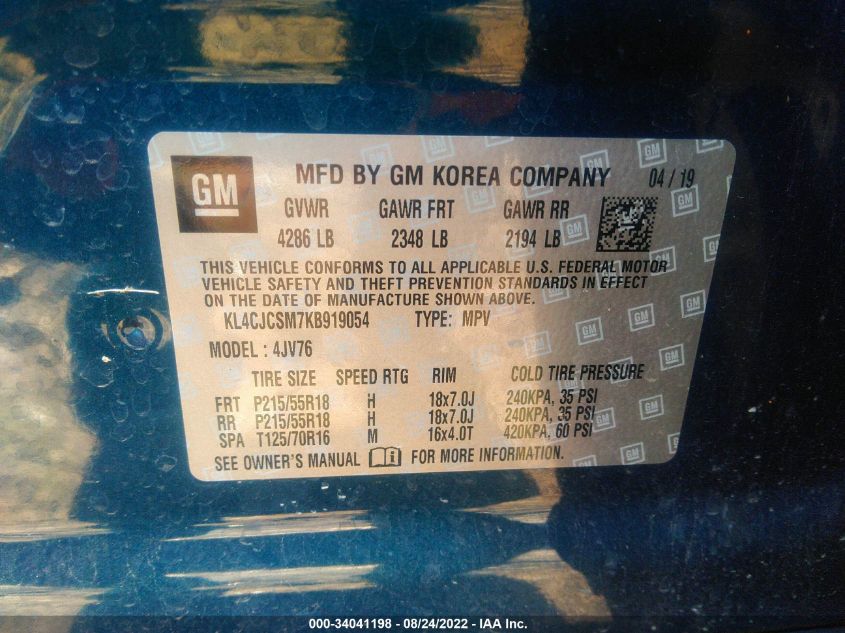 GM
MFD BY GM KOREA COMPANY 04 / 19
GVWR GAWR FRT GAWR RR
4286 LB 2348 LB 2194 LB
THIS VEHICLE CONFORMS TO ALL APPLICABLE U.S. FEDERAL MOTOR
VEHICLE SAFETY AND THEFT PREVENTION STANDARDS IN EFFECT
ON THE DATE OF MANUFACTURE SHOWN ABOVE.
KL4CJCSM7KB919054 TYPE: MPV
MODEL : 4JV76
TIRE SIZE SPEED RTG RIM COLD TIRE PRESSURE
FRT P215/55R18 H 18x7.0J 240KPA, 35 PSI
RR P215/55R18 H 18x7.0J 240KPA, 35 PSI
SPA T125/70R16 M 16x4.0T 420KPA, 60 PSI
SEE OWNER'S MANUAL FOR MORE INFORMATION.
000-34041198 - 08/24/2022 - IAA Inc.